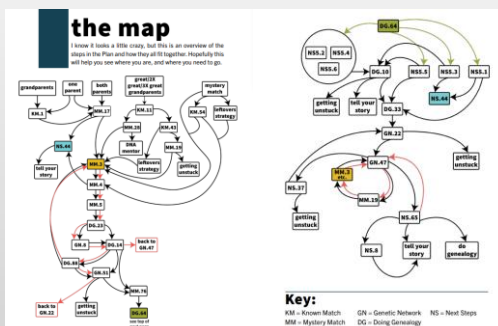 the map
I know it looks a little crazy, but this is an overview of the
steps in the Plan and how they all fit together. Hopefully this
will help you see where you are, and where you need to go.
grandparents
one
parent
both
parents
great/2X
/3X great
grandparents
mystery
match
KM.1
MM.27
KM.11
KM.54
leftovers
strategy
MM.28
KM.43
NS.44
DNA
mentor
MM.19
tell your
story
MM.3
leftovers
strategy
getting
unstuck
MM.4
MM.5
DG.23
GN.6
DG.14
back to
GN.47
DG.88
GN.51
back to
GN.22
getting
unstuck
MM.76
DG.64
DG.64
NS5.2
NS5.4
NS5.6
DG.10
NS5.5
NS5.3
NS5.1
getting
unstuck
tell your
story
NS.44
DG.33
GN.22
GN.47
getting
unstuck
NS.37
MM.3
etc.
MM.19
getting
unstuck
NS.65
NS.8
tell your
story
do
genealogy
Key:
KM = Known Match
GN = Genetic Network
NS = Next Steps
MM = Mystery Match
DG = Doing Genealogy